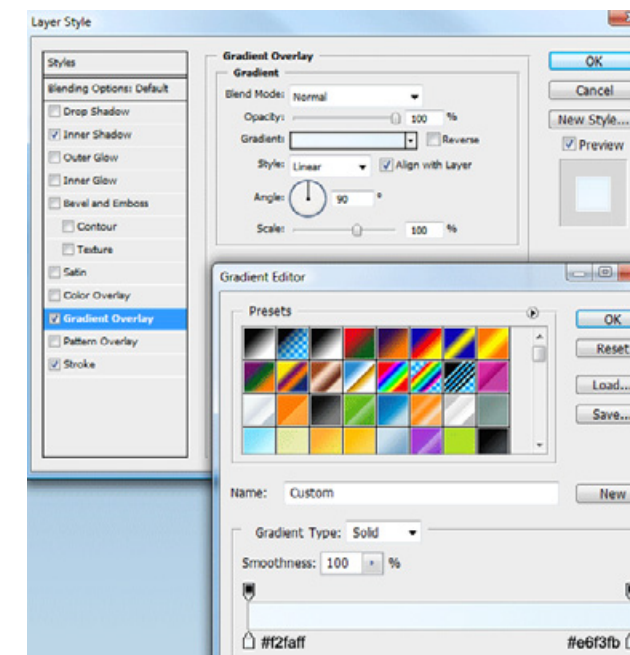 Layer Style
Styles
Blending Options: Default
Drop Shadow
Inner Shadow
Outer Glow
Inner Glow
Bevel and Emboss
Contour
Texture
Satin
Color Overlay
Gradient Overlay
Pattern Overlay
Stroke
Gradient Overlay
Gradient
Blend Mode: Normal
Opacity: 100 %
Gradient: Reverse
Style: Linear Align with Layer
Angle: 90 °
Scale: 100 %
OK
Cancel
New Style...
Preview
Gradient Editor
Presets
OK
Reset
Load...
Save...
Name: Custom
New
Gradient Type: Solid
Smoothness: 100 %
#f2faff #e6f3fb